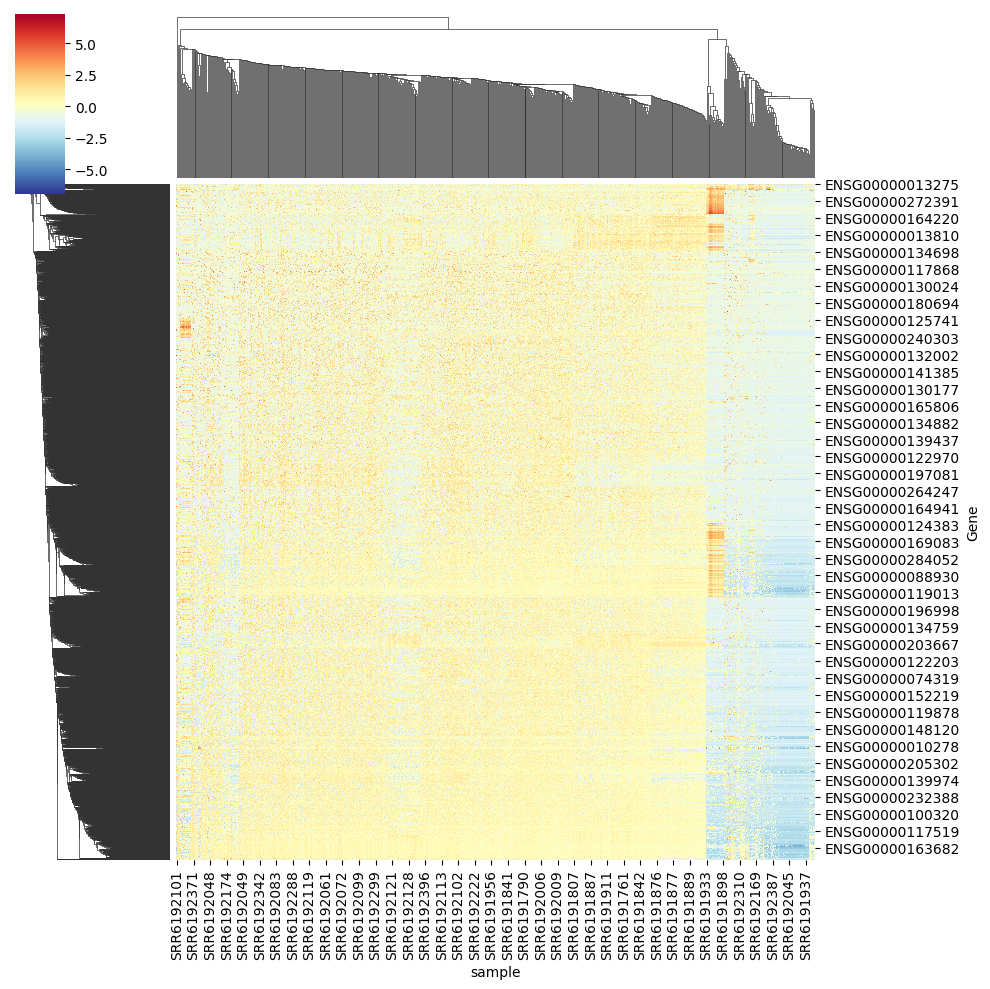 5.0
2.5
0.0
−2.5
−5.0
ENSG00000013275
ENSG00000272391
ENSG00000164220
ENSG00000013810
ENSG00000134698
ENSG00000117868
ENSG00000130024
ENSG00000180694
ENSG00000125741
ENSG00000240303
ENSG00000132002
ENSG00000141385
ENSG00000130177
ENSG00000165806
ENSG00000134882
ENSG00000139437
ENSG00000122970
ENSG00000197081
ENSG00000264247
ENSG00000164941
ENSG00000124383
ENSG00000169083
ENSG00000284052
ENSG00000088930
ENSG00000119013
ENSG00000196998
ENSG00000134759
ENSG00000203667
ENSG00000122203
ENSG00000074319
ENSG00000152219
ENSG00000119878
ENSG00000148120
ENSG00000010278
ENSG00000205302
ENSG00000139974
ENSG00000232388
ENSG00000100320
ENSG00000117519
ENSG00000163682
Gene
SRR6192101
SRR6192371
SRR6192048
SRR6192174
SRR6192049
SRR6192342
SRR6192083
SRR6192288
SRR6192119
SRR6192061
SRR6192072
SRR6192099
SRR6192299
SRR6192121
SRR6192128
SRR6192396
SRR6192113
SRR6192102
SRR6192222
SRR6191956
SRR6191841
SRR6191790
SRR6192006
SRR6192009
SRR6191807
SRR6191887
SRR6191911
SRR6191761
SRR6191842
SRR6191876
SRR6191877
SRR6191889
SRR6191933
SRR6191898
SRR6192310
SRR6192169
SRR6192387
SRR6192045
SRR6191937
sample